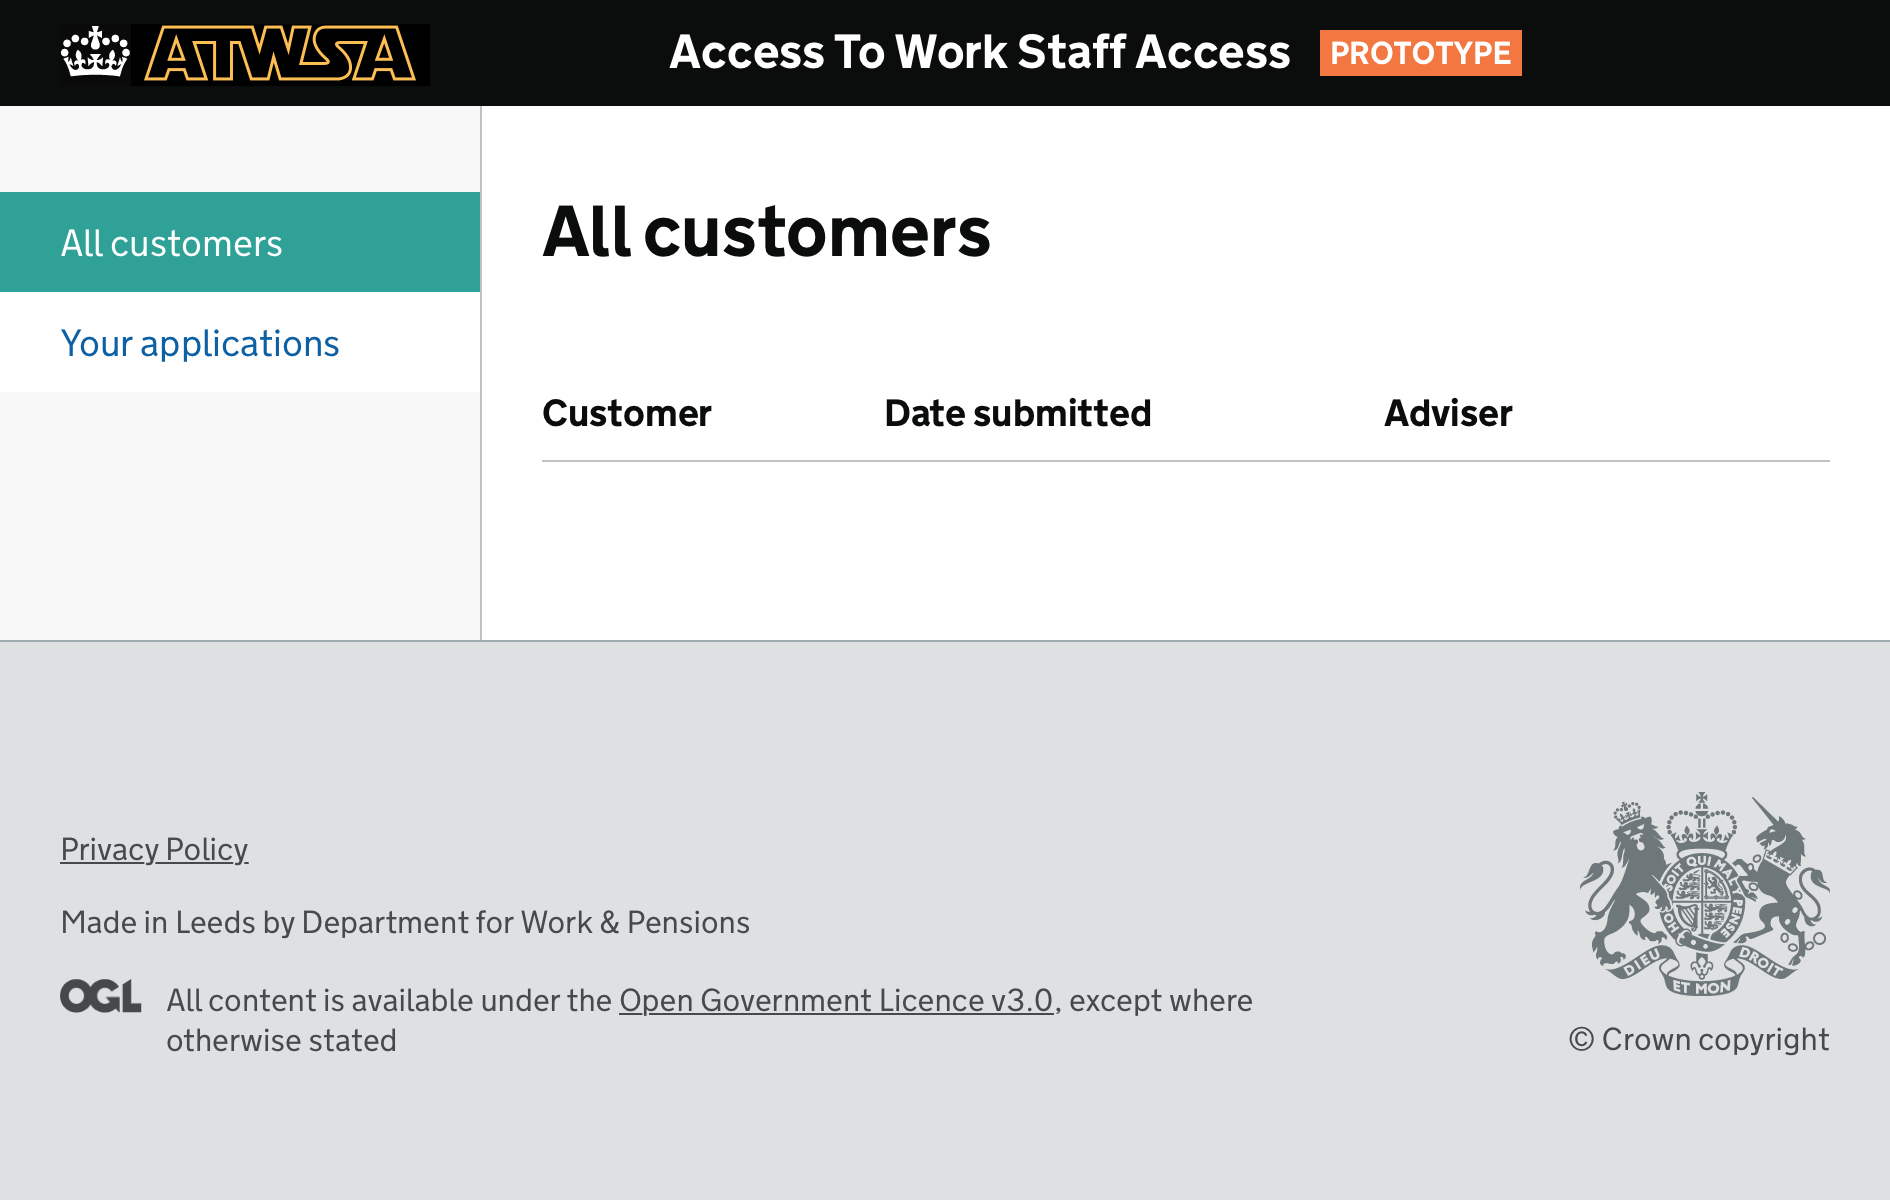 ATWSA
Access To Work Staff Access
PROTOTYPE
All customers
Your applications
All customers
Customer Date submitted Adviser
Privacy Policy
Made in Leeds by Department for Work & Pensions
OGL
All content is available under the Open Government Licence v3.0, except where
otherwise stated
SOIT QUI MAL
PENSE
HON
DIEU
ET MON
DROIT
© Crown copyright